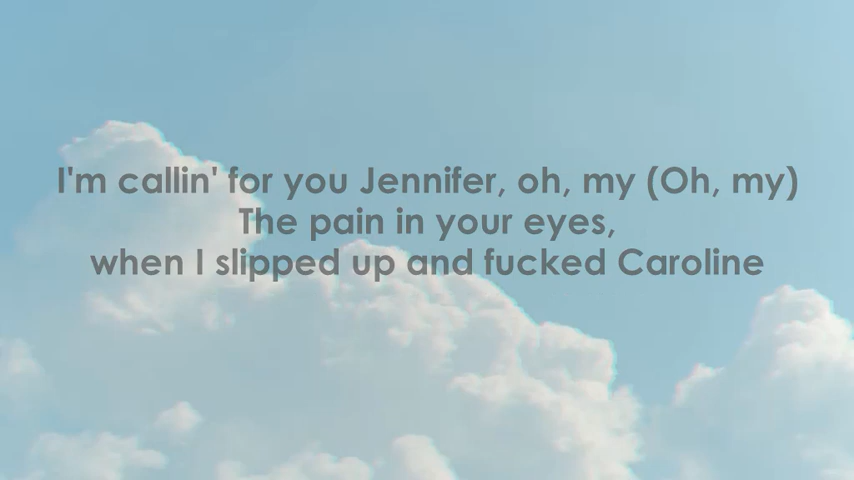 I'm callin' for you Jennifer, oh, my (Oh, my)
The pain in your eyes,
when I slipped up and fucked Caroline